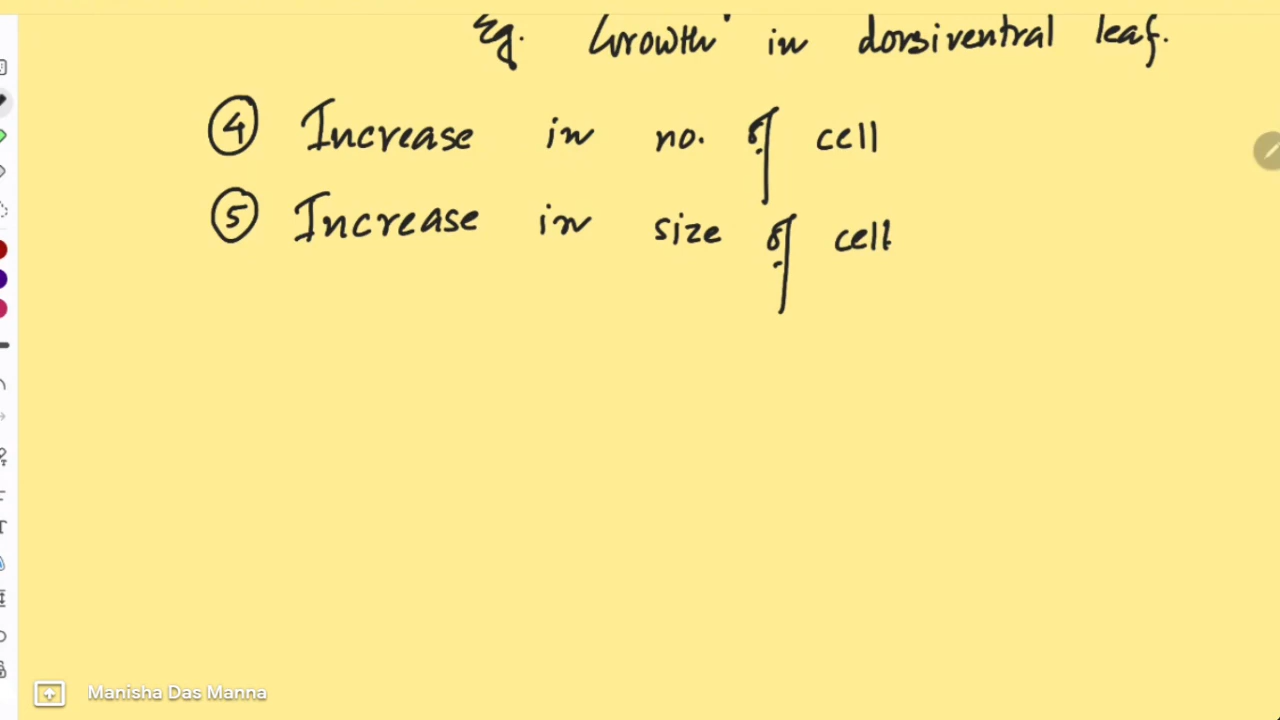 Eg. Growth in dorsiventral leaf.
④ Increase in no. of cell
⑤ Increase in size of cell
Manisha Das Manna